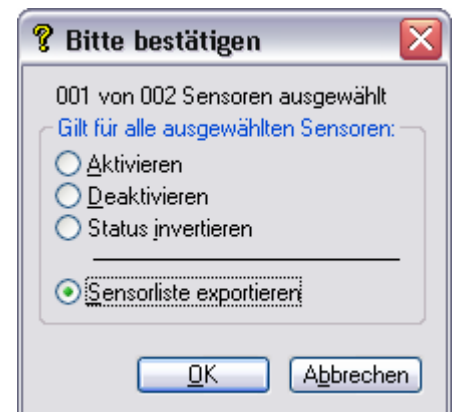 Bitte bestätigen
001 von 002 Sensoren ausgewählt
Gilt für alle ausgewählten Sensoren:
Aktivieren
Deaktivieren
Status invertieren
Sensorliste exportieren
OK Abbrechen